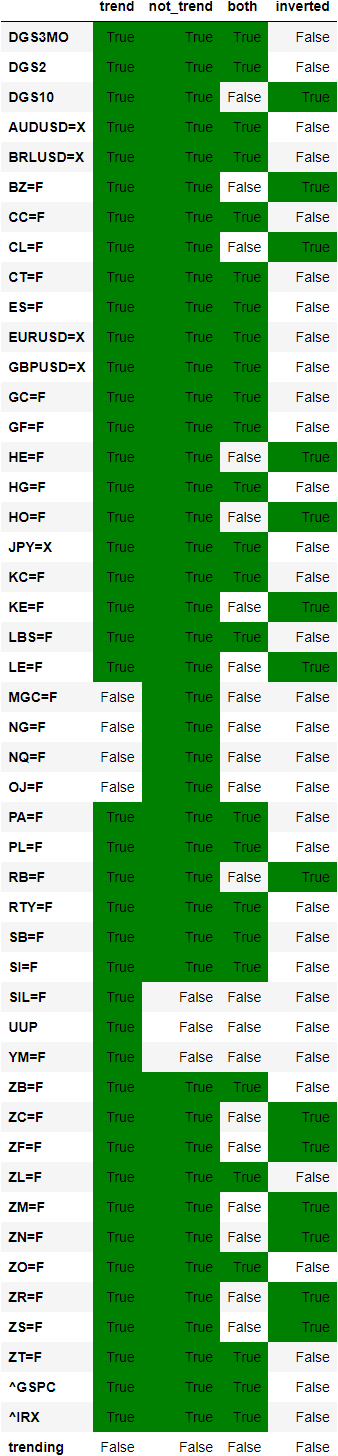 trend not_trend both inverted
DGS3MO True True True False
DGS2 True True True False
DGS10 True True False True
AUDUSD=X True True True False
BRLUSD=X True True True False
BZ=F True True False True
CC=F True True True False
CL=F True True False True
CT=F True True True False
ES=F True True True False
EURUSD=X True True True False
GBPUSD=X True True True False
GC=F True True True False
GF=F True True True False
HE=F True True False True
HG=F True True True False
HO=F True True False True
JPY=X True True True False
KC=F True True True False
KE=F True True False True
LBS=F True True True False
LE=F True True False True
MGC=F False True False False
NG=F False True False False
NQ=F False True False False
OJ=F False True False False
PA=F True True True False
PL=F True True True False
RB=F True True False True
RTY=F True True True False
SB=F True True True False
SI=F True True True False
SIL=F True False False False
UUP True False False False
YM=F True False False False
ZB=F True True True False
ZC=F True True False True
ZF=F True True False True
ZL=F True True True False
ZM=F True True False True
ZN=F True True False True
ZO=F True True True False
ZR=F True True False True
ZS=F True True False True
ZT=F True True True False
^GSPC True True True False
^IRX True True True False
trending False False False False